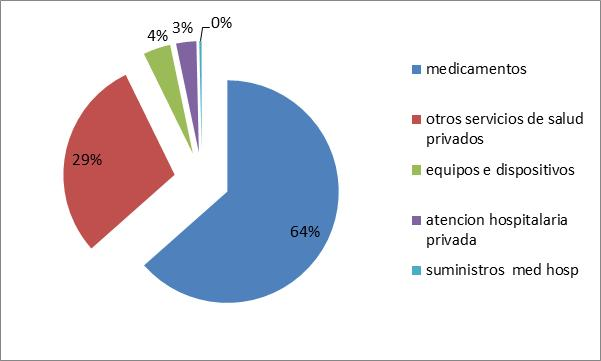 0%
3%
4%
29%
64%
medicamentos
otros servicios de salud
privados
equipos e dispositivos
atencion hospitalaria
privada
suministros med hosp